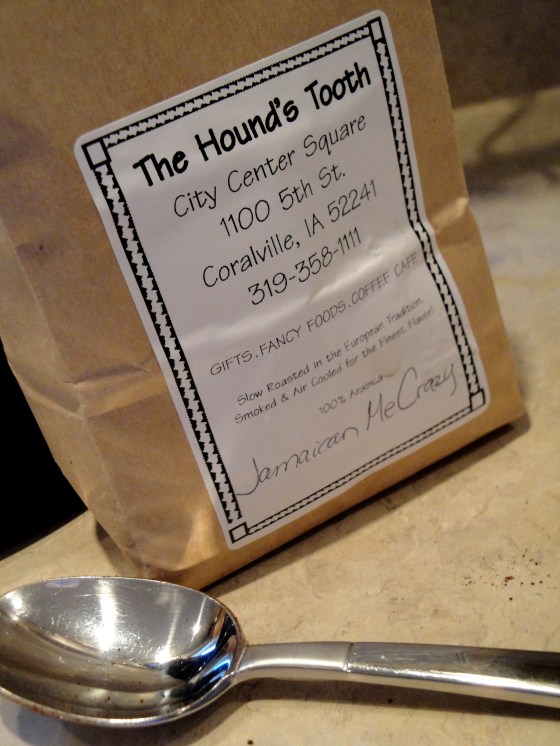 The Hound's Tooth
City Center Square
1100 5th St.
Coralville, IA 52241
319-358-1111
GIFTS.FANCY FOODS.COFFEE CAFE
Slow Roasted in the European Tradition
Smoked & Air Cooled for the Finest Flavor!
100% Arabica
Jamaican MeCrazy